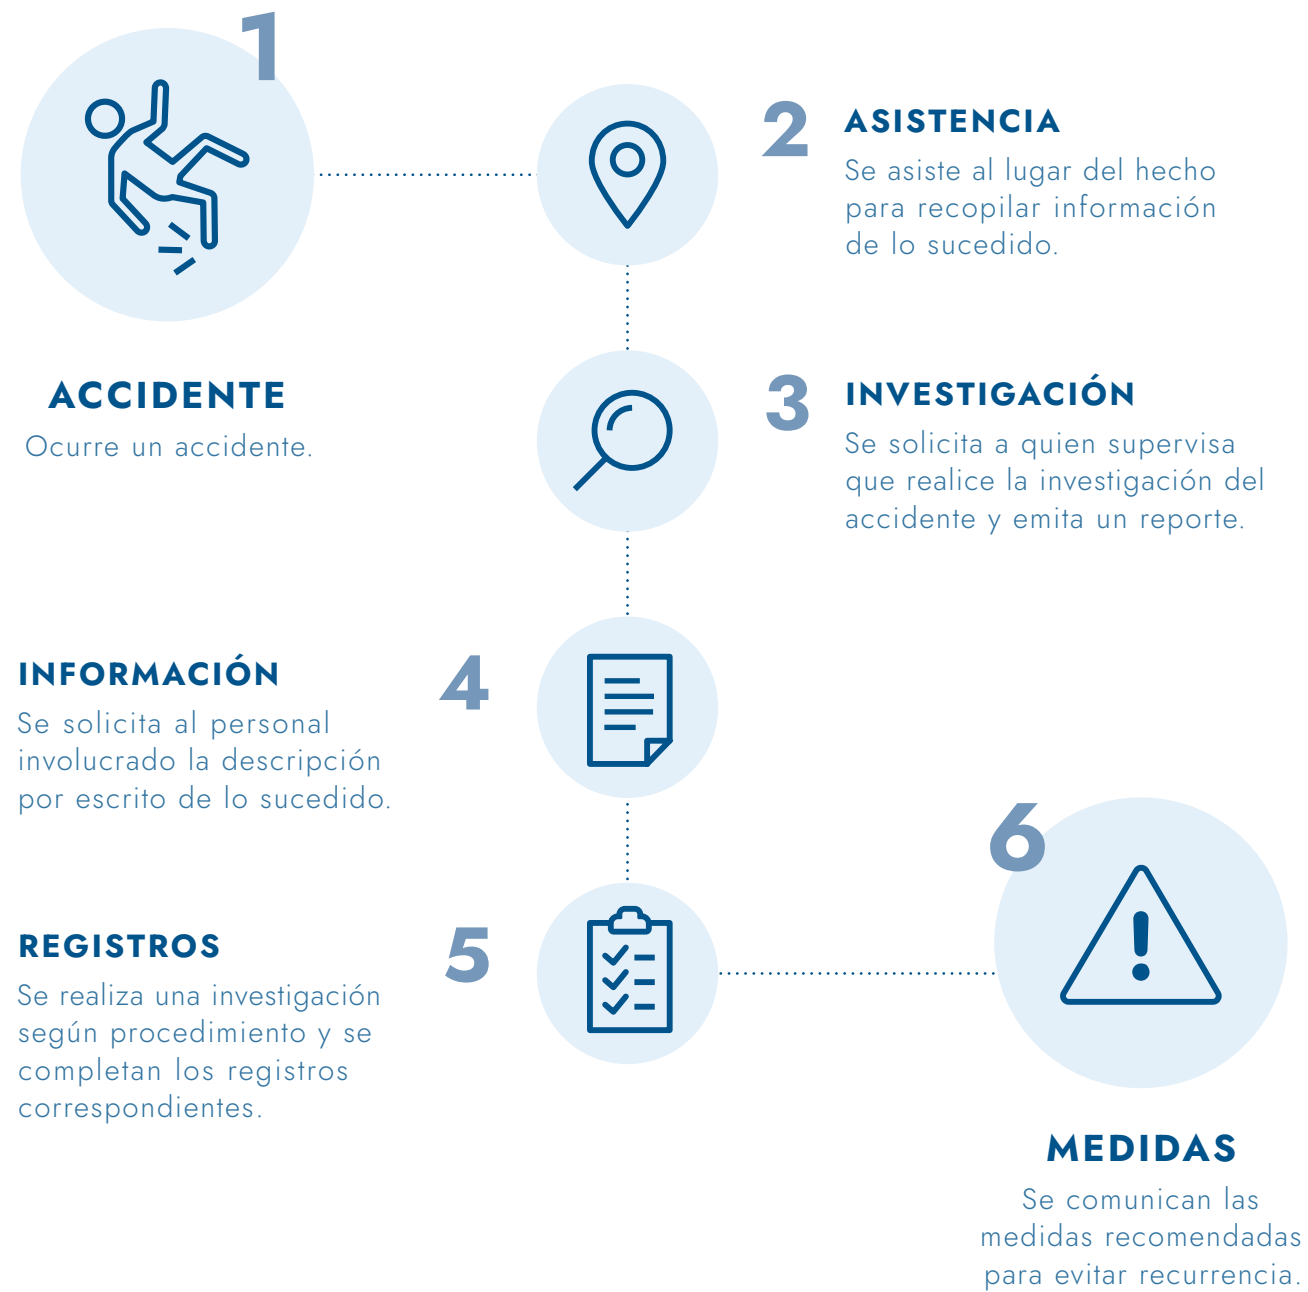 1
ACCIDENTE
Ocurre un accidente.
2
ASISTENCIA
Se asiste al lugar del hecho
para recopilar información
de lo sucedido.
3
INVESTIGACIÓN
Se solicita a quien supervisa
que realice la investigación del
accidente y emita un reporte.
4
INFORMACIÓN
Se solicita al personal
involucrado la descripción
por escrito de lo sucedido.
5
REGISTROS
Se realiza una investigación
según procedimiento y se
completan los registros
correspondientes.
6
MEDIDAS
Se comunican las
medidas recomendadas
para evitar recurrencia.